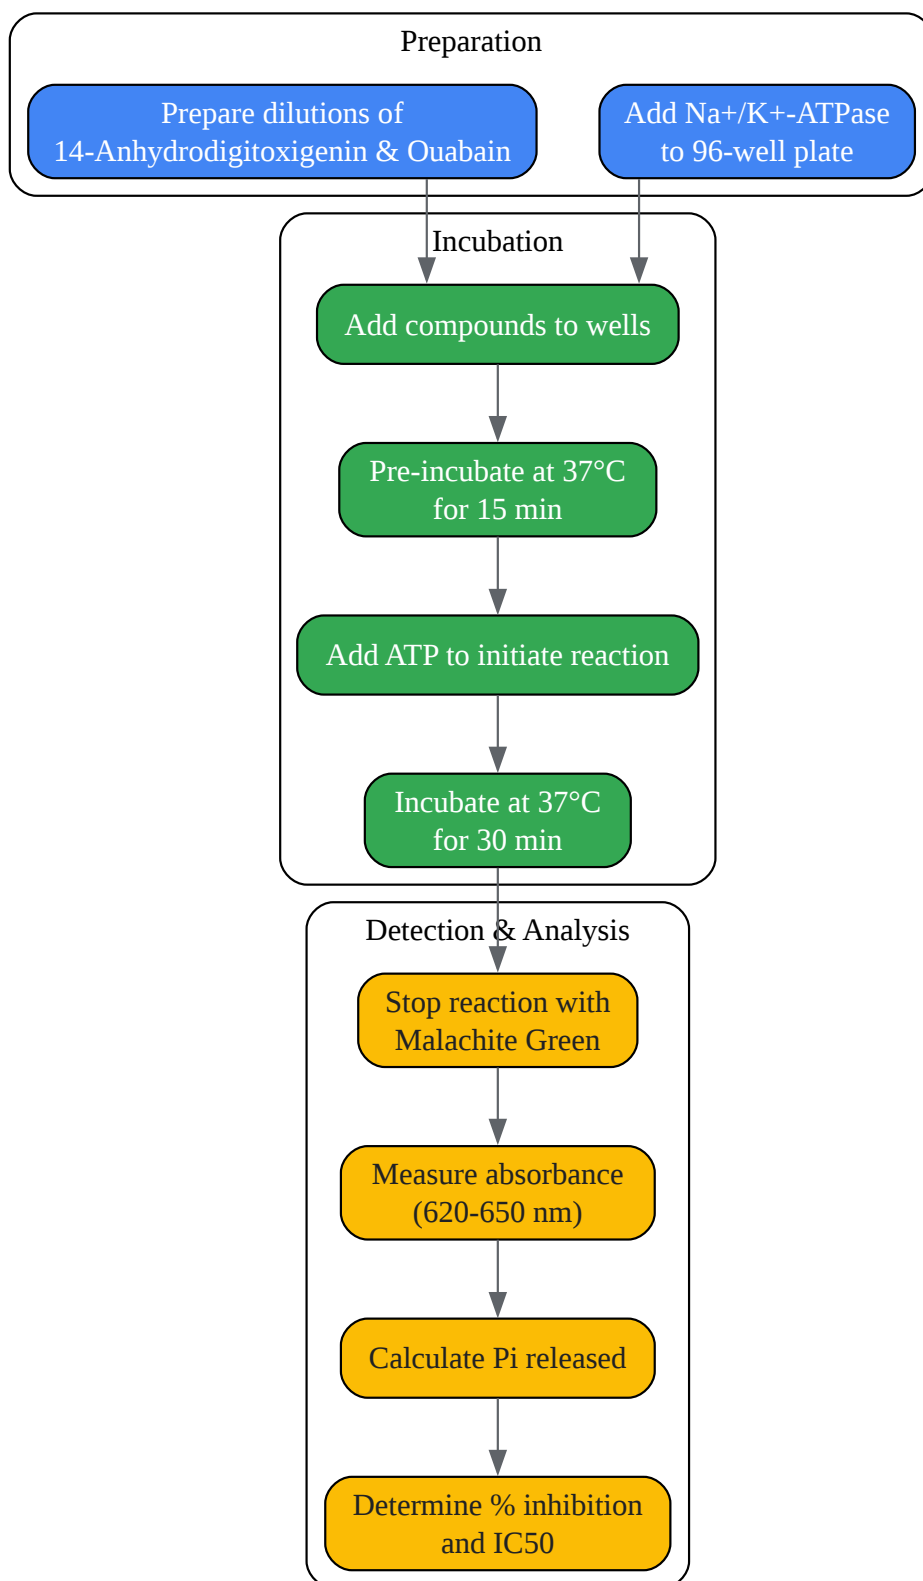 Preparation
Prepare dilutions of
14-Anhydrodigitoxigenin & Ouabain
Add Na+/K+-ATPase
to 96-well plate
Incubation
Add compounds to wells
Pre-incubate at 37°C
for 15 min
Add ATP to initiate reaction
Incubate at 37°C
for 30 min
Detection & Analysis
Stop reaction with
Malachite Green
Measure absorbance
(620-650 nm)
Calculate Pi released
Determine % inhibition
and IC50